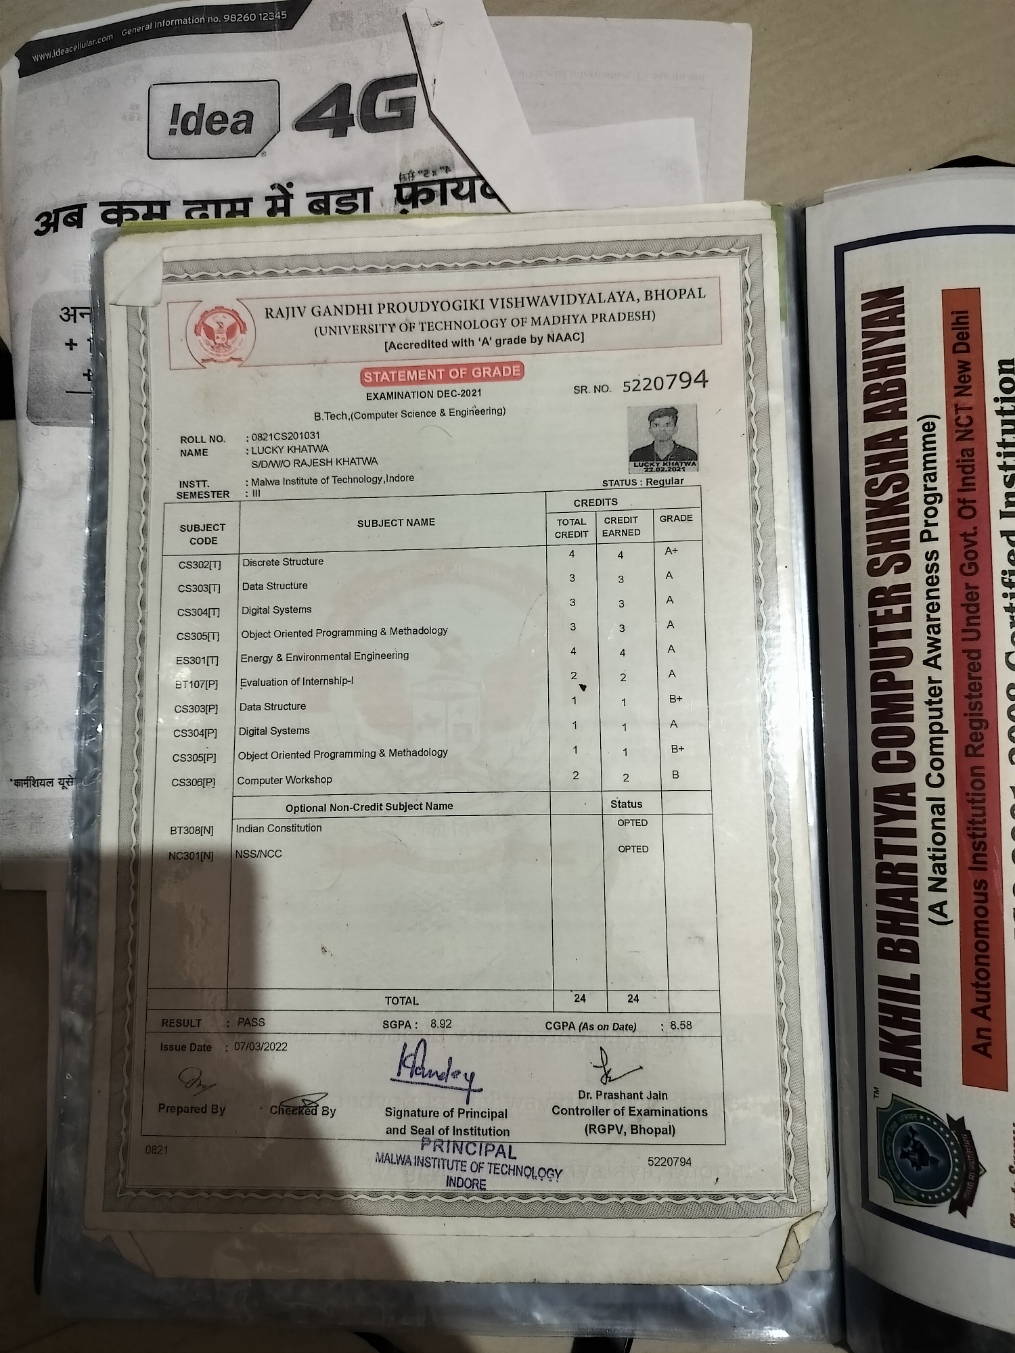 www.ideacellular.com General Information no. 9826012345
!dea 4G
अब कम दाम में बड़ा फ़ायद
अन
+ 1
+
RAJIV GANDHI PROUDYOGIKI VISHWAVIDYALAYA, BHOPAL
(UNIVERSITY OF TECHNOLOGY OF MADHYA PRADESH)
[Accredited with 'A' grade by NAAC]
STATEMENT OF GRADE
EXAMINATION DEC-2021 SR. NO. 5220794
B.Tech,(Computer Science & Engineering)
ROLL NO. : 0821CS201031
NAME : LUCKY KHATWA
S/D/W/O RAJESH KHATWA
LUCKY KHATWA
22.02.2021
INSTT. : Malwa Institute of Technology,Indore
STATUS : Regular
SEMESTER : III
SUBJECT CODE SUBJECT NAME CREDITS
TOTAL CREDIT CREDIT EARNED GRADE
CS302[T] Discrete Structure 4 4 A+
CS303[T] Data Structure 3 3 A
CS304[T] Digital Systems 3 3 A
CS305[T] Object Oriented Programming & Methadology 3 3 A
ES301[T] Energy & Environmental Engineering 4 4 A
BT107[P] Evaluation of Internship-I 2 2 A
CS303[P] Data Structure 1 1 B+
CS304[P] Digital Systems 1 1 A
CS305[P] Object Oriented Programming & Methadology 1 1 B+
CS306[P] Computer Workshop 2 2 B
Optional Non-Credit Subject Name Status
BT308[N] Indian Constitution OPTED
NC301[N] NSS/NCC OPTED
TOTAL 24 24
RESULT : PASS SGPA : 8.92 CGPA (As on Date) : 8.58
Issue Date : 07/03/2022
Prepared By Checked By
Signature of Principal
and Seal of Institution
Dr. Prashant Jain
Controller of Examinations
(RGPV, Bhopal)
0821 5220794
PRINCIPAL
MALWA INSTITUTE OF TECHNOLOGY
INDORE
*कार्मशियल यूसे
AKHIL BHARTIYA COMPUTER SHIKSHA ABHIYAN
TM
(A National Computer Awareness Programme)
An Autonomous Institution Registered Under Govt. Of India NCT New Delhi
Certified Institution